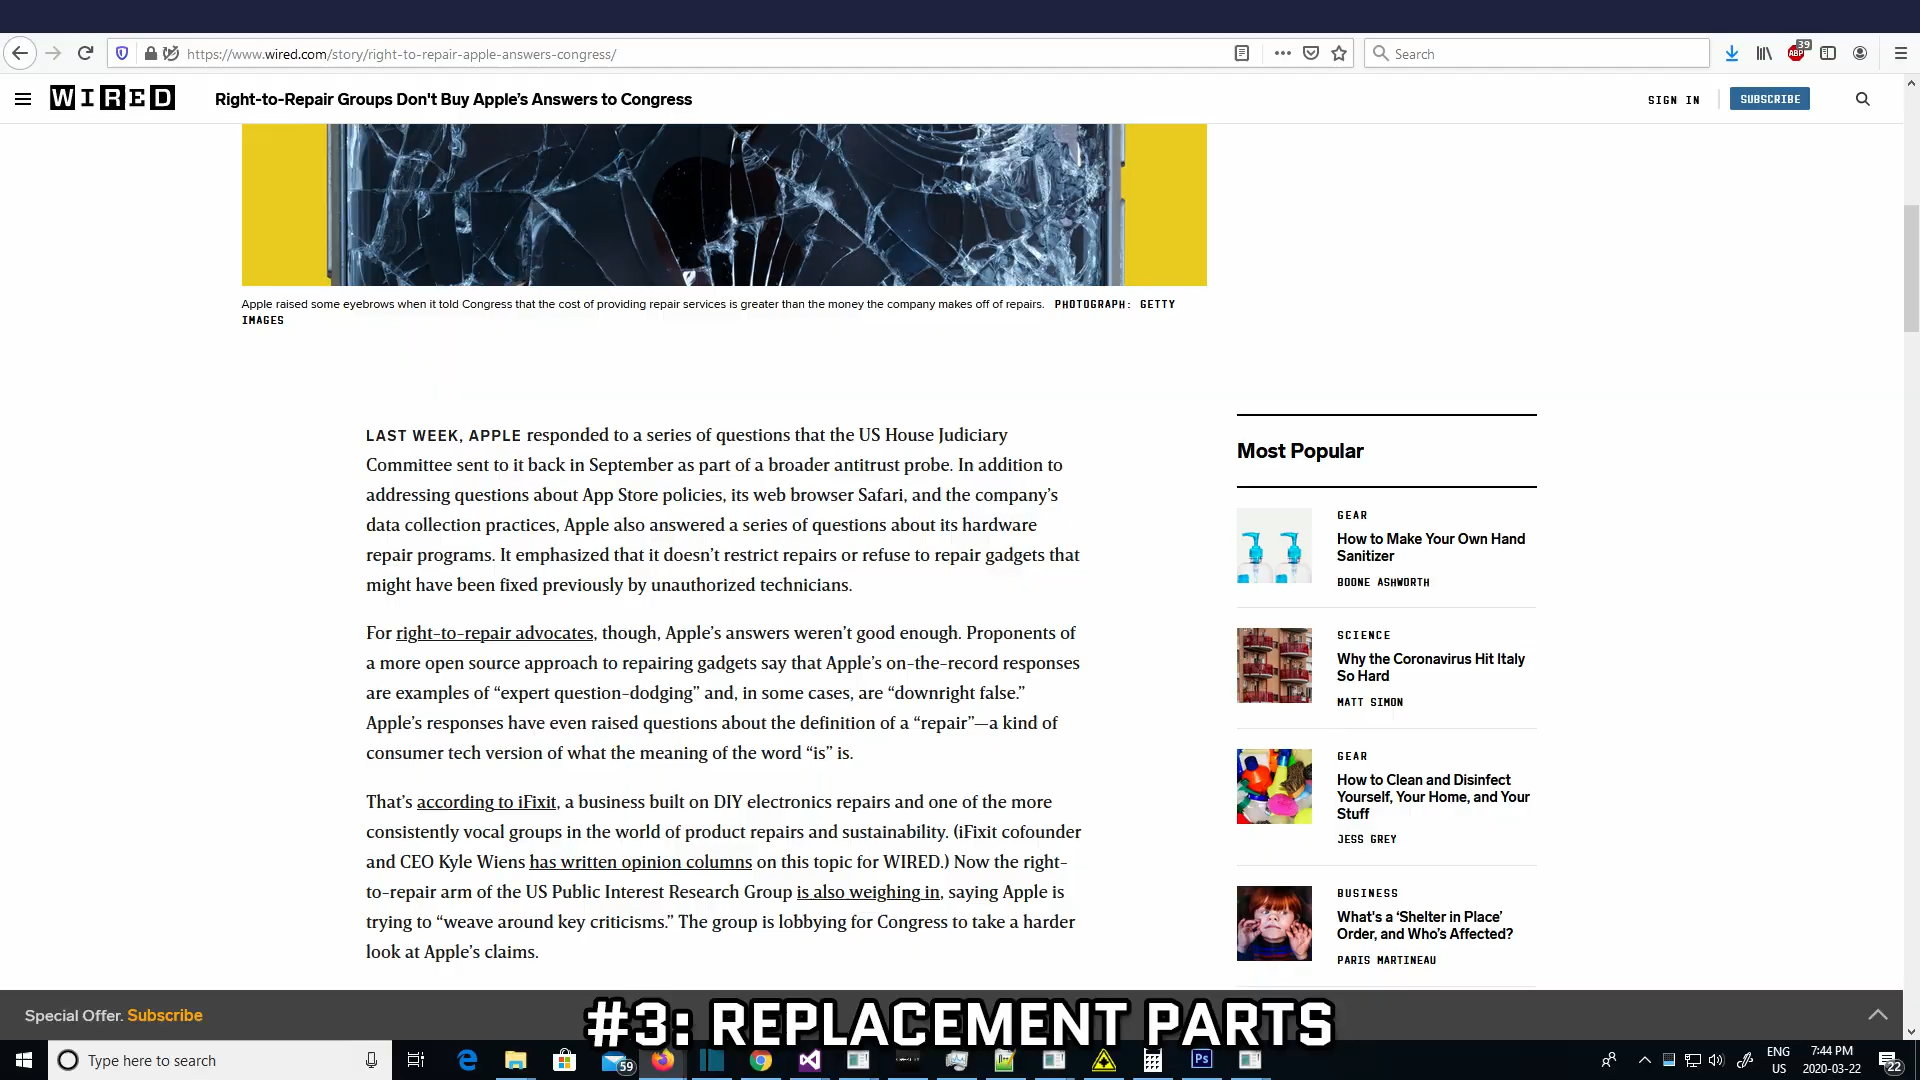 https://www.wired.com/story/right-to-repair-apple-answers-congress/
Search
39
ABP
WIRED
Right-to-Repair Groups Don't Buy Apple’s Answers to Congress
SIGN IN
SUBSCRIBE
Apple raised some eyebrows when it told Congress that the cost of providing repair services is greater than the money the company makes off of repairs. PHOTOGRAPH: GETTY
IMAGES
LAST WEEK, APPLE responded to a series of questions that the US House Judiciary
Committee sent to it back in September as part of a broader antitrust probe. In addition to
addressing questions about App Store policies, its web browser Safari, and the company’s
data collection practices, Apple also answered a series of questions about its hardware
repair programs. It emphasized that it doesn’t restrict repairs or refuse to repair gadgets that
might have been fixed previously by unauthorized technicians.
For right-to-repair advocates, though, Apple’s answers weren’t good enough. Proponents of
a more open source approach to repairing gadgets say that Apple’s on-the-record responses
are examples of “expert question-dodging” and, in some cases, are “downright false.”
Apple’s responses have even raised questions about the definition of a “repair”—a kind of
consumer tech version of what the meaning of the word “is” is.
That’s according to iFixit, a business built on DIY electronics repairs and one of the more
consistently vocal groups in the world of product repairs and sustainability. (iFixit cofounder
and CEO Kyle Wiens has written opinion columns on this topic for WIRED.) Now the right-
to-repair arm of the US Public Interest Research Group is also weighing in, saying Apple is
trying to “weave around key criticisms.” The group is lobbying for Congress to take a harder
look at Apple’s claims.
Most Popular
GEAR
How to Make Your Own Hand
Sanitizer
BOONE ASHWORTH
SCIENCE
Why the Coronavirus Hit Italy
So Hard
MATT SIMON
GEAR
How to Clean and Disinfect
Yourself, Your Home, and Your
Stuff
JESS GREY
BUSINESS
What's a ‘Shelter in Place’
Order, and Who’s Affected?
PARIS MARTINEAU
Special Offer. Subscribe
#3: REPLACEMENT PARTS
Type here to search
59
Ps
ENG
US
7:44 PM
2020-03-22
22